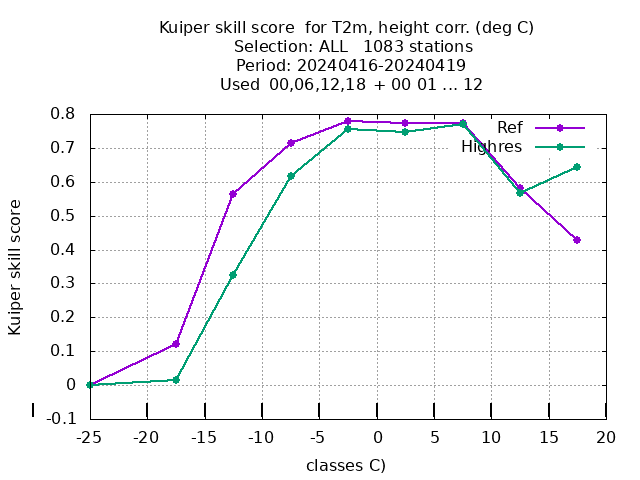 Kuiper skill score  for T2m, height corr. (deg C)
Selection: ALL   1083 stations
Period: 20240416-20240419
Used  00,06,12,18  + 00 01 ... 12
0.8
0.7
0.6
0.5
0.4
0.3
0.2
0.1
0
-0.1
Kuiper skill score
Ref
Highres
-25 -20 -15 -10 -5 0 5 10 15 20
classes C)